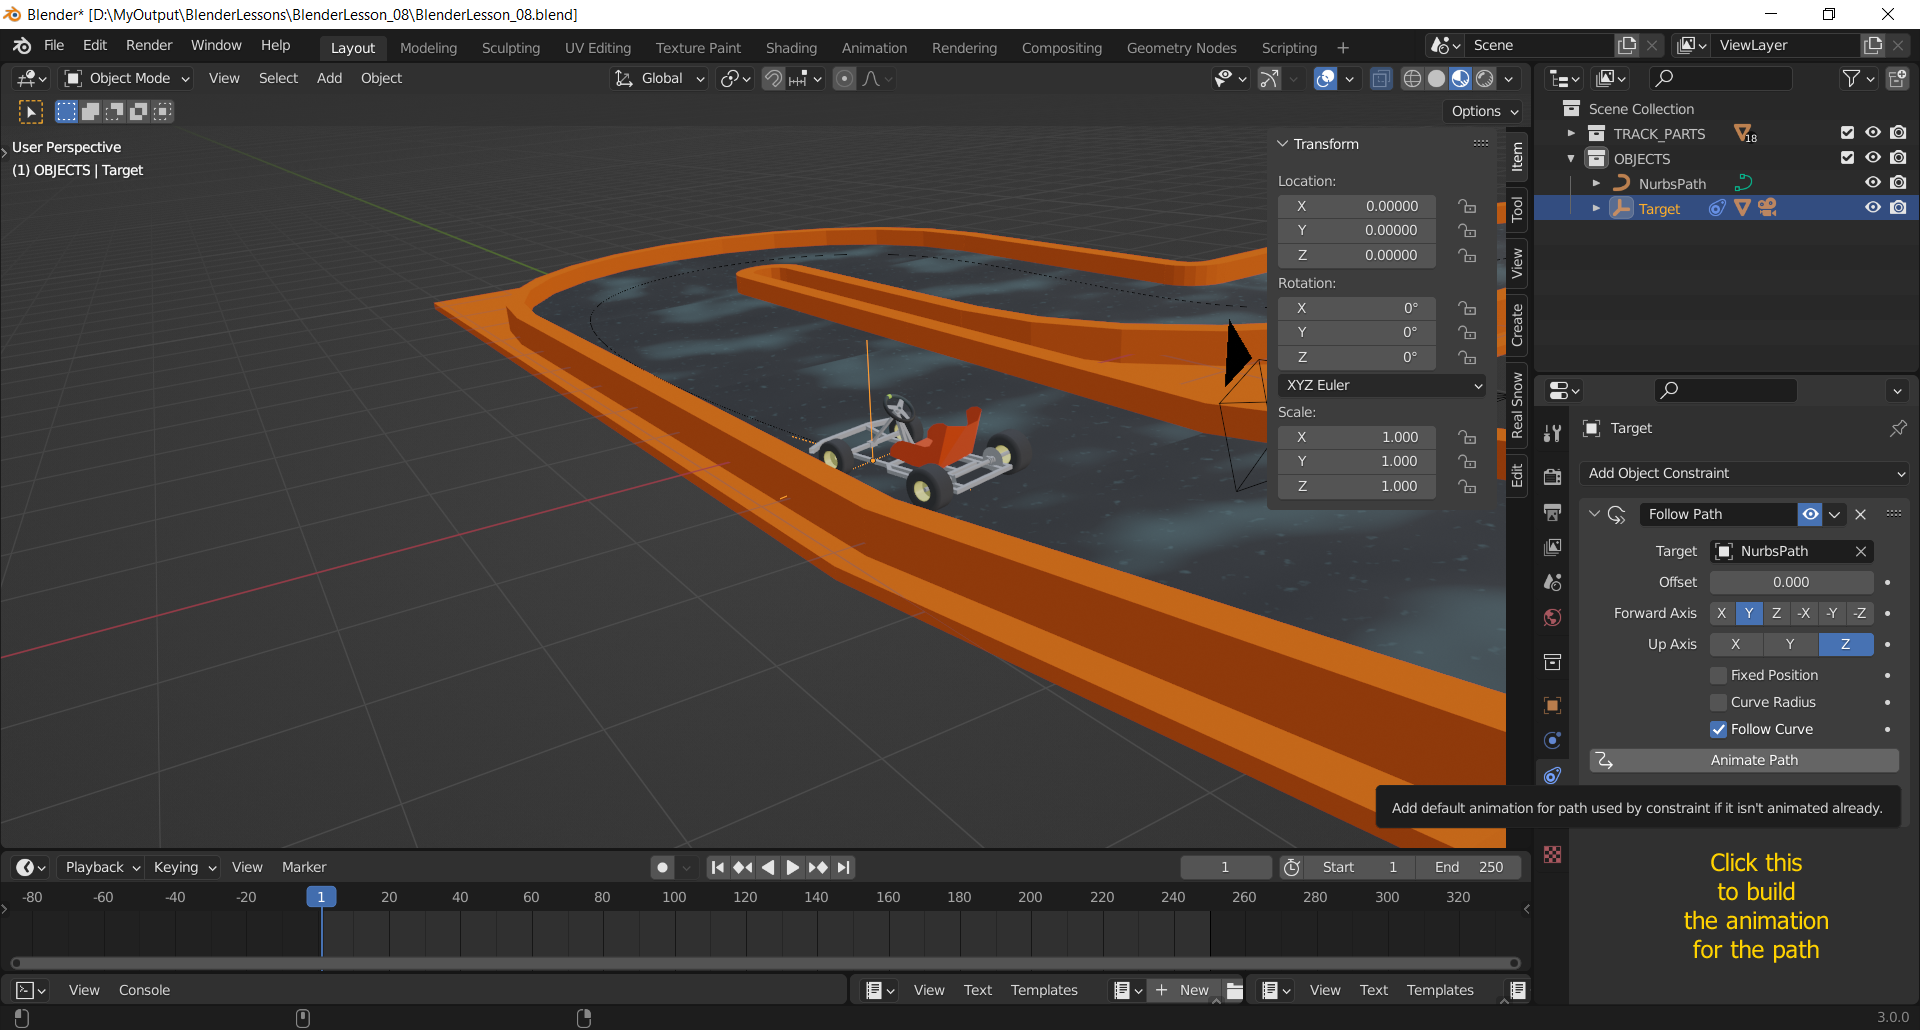 Blender* [D:\MyOutput\BlenderLessons\BlenderLesson_08\BlenderLesson_08.blend]
File Edit Render Window Help Layout Modeling Sculpting UV Editing Texture Paint Shading Animation Rendering Compositing Geometry Nodes Scripting + Scene ViewLayer
Object Mode View Select Add Object Global
Options
User Perspective
(1) OBJECTS | Target
Transform
Location:
X 0.00000
Y 0.00000
Z 0.00000
Rotation:
X 0°
Y 0°
Z 0°
XYZ Euler
Scale:
X 1.000
Y 1.000
Z 1.000
Item
Tool
View
Create
Real Snow
Edit
Scene Collection
TRACK_PARTS 18
OBJECTS
NurbsPath
Target
Target
Add Object Constraint
Follow Path
Target NurbsPath
Offset 0.000
Forward Axis X Y Z -X -Y -Z
Up Axis X Y Z
Fixed Position
Curve Radius
Follow Curve
Animate Path
Add default animation for path used by constraint if it isn't animated already.
Click this
to build
the animation
for the path
Playback Keying View Marker 1 Start 1 End 250
-80 -60 -40 -20 1 20 40 60 80 100 120 140 160 180 200 220 240 260 280 300 320
View Console View Text Templates + New View Text Templates
3.0.0